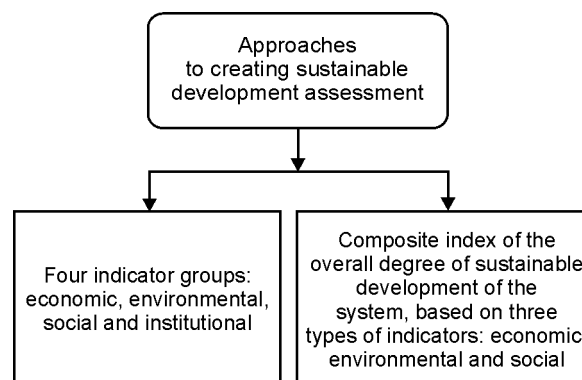 Approaches
to creating sustainable
development assessment
Four indicator groups:
economic, environmental,
social and institutional
Composite index of the
overall degree of sustainable
development of the
system, based on three
types of indicators: economic
environmental and social